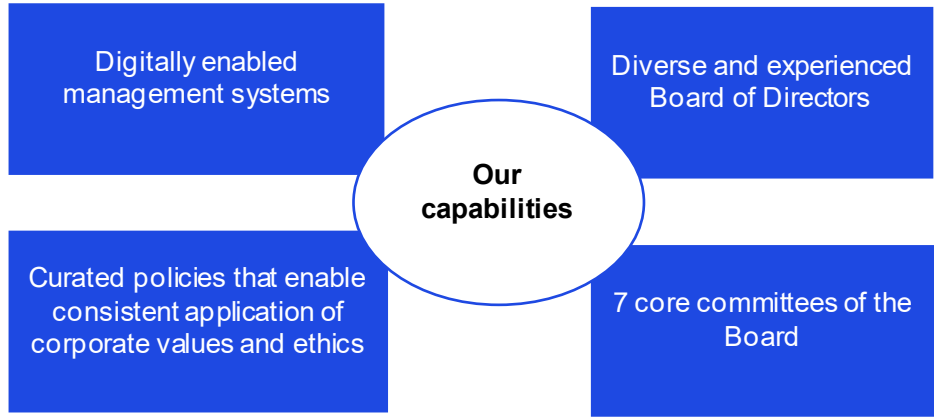 Digitally enabled
management systems
Diverse and experienced
Board of Directors
Our
capabilities
Curated policies that enable
consistent application of
corporate values and ethics
7 core committees of the
Board